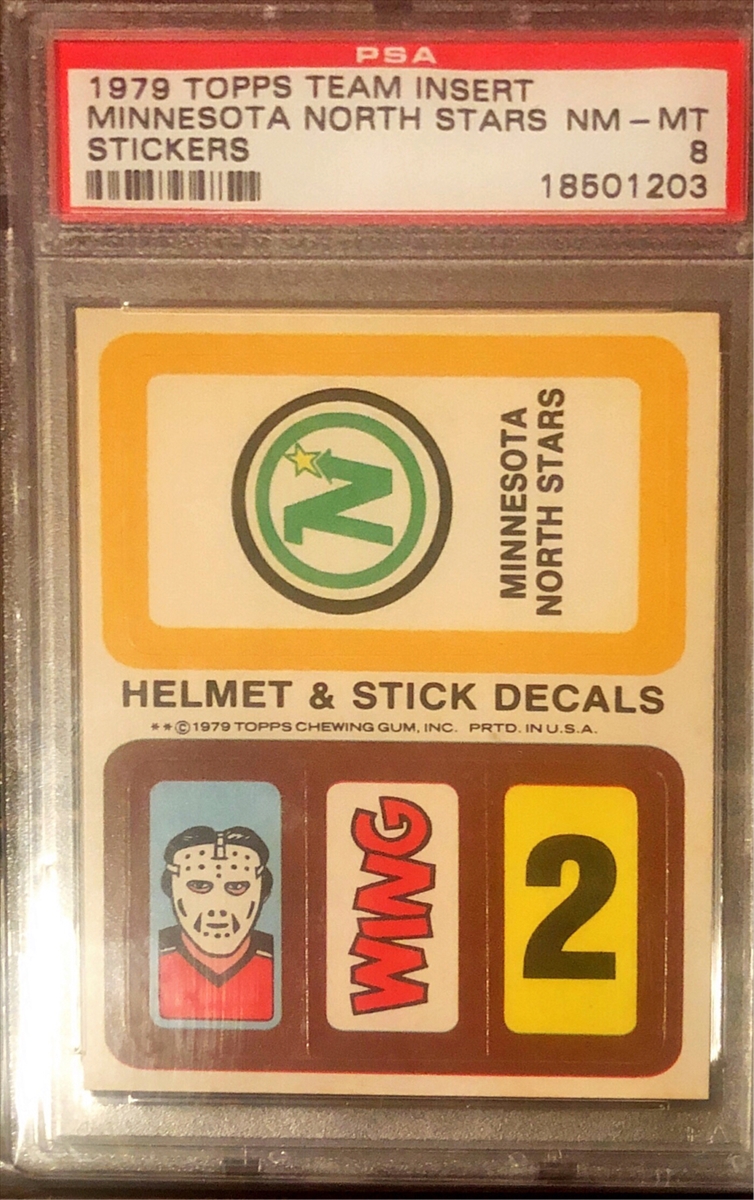 PSA
1979 TOPPS TEAM INSERT
MINNESOTA NORTH STARS NM - MT
STICKERS 8
18501203
N
MINNESOTA
NORTH STARS
HELMET & STICK DECALS
**©1979 TOPPS CHEWING GUM, INC. PRTD. IN U.S.A.
WING
2